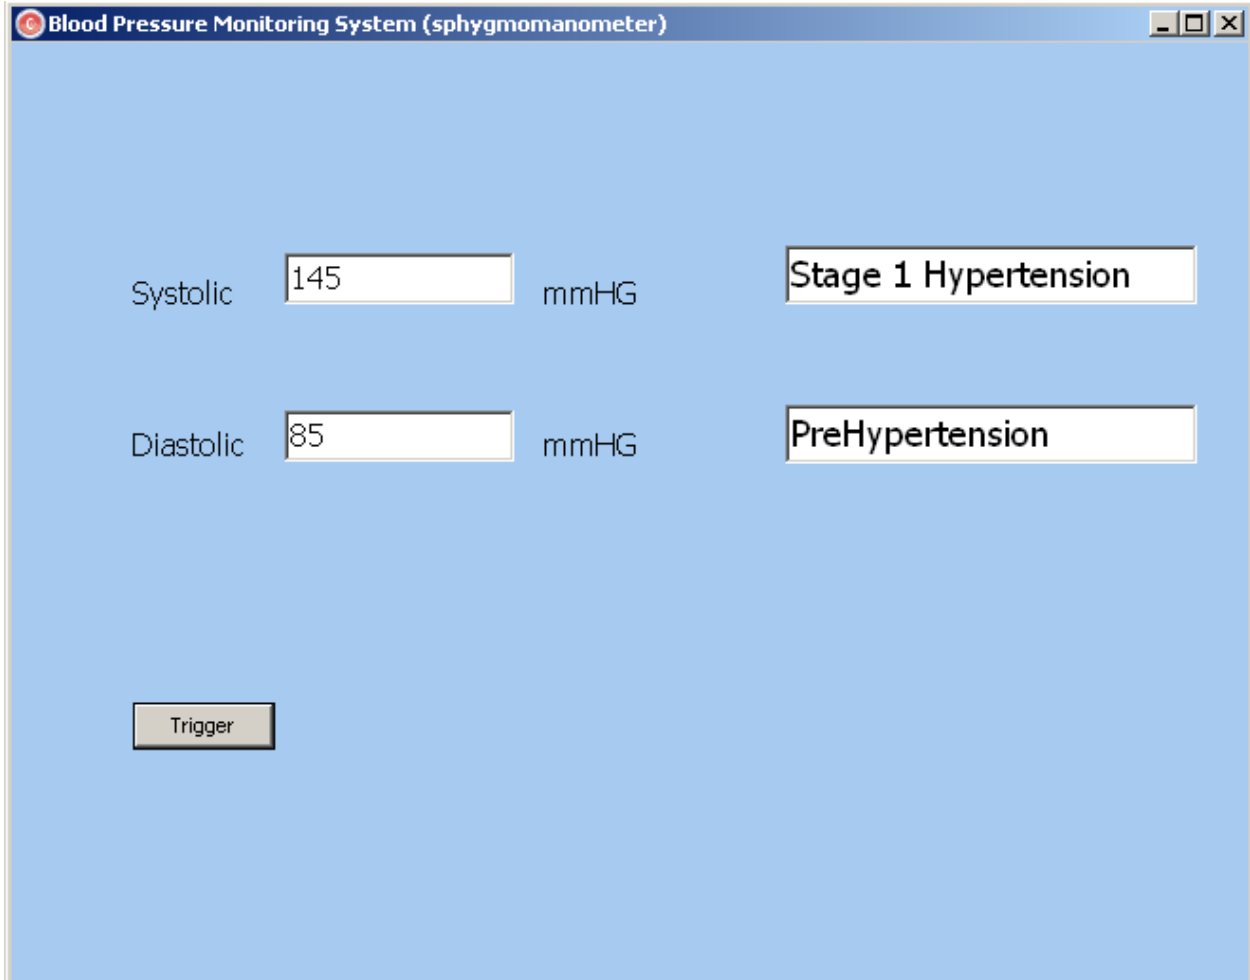 Blood Pressure Monitoring System (sphygmomanometer)
Systolic 145 mmHG Stage 1 Hypertension
Diastolic 85 mmHG PreHypertension
Trigger